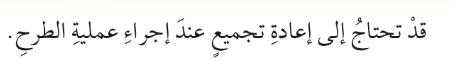 قدْ تحتاجُ إلى إعادةِ تجميعٍ عندَ إجراءِ عمليةِ الطرحِ.